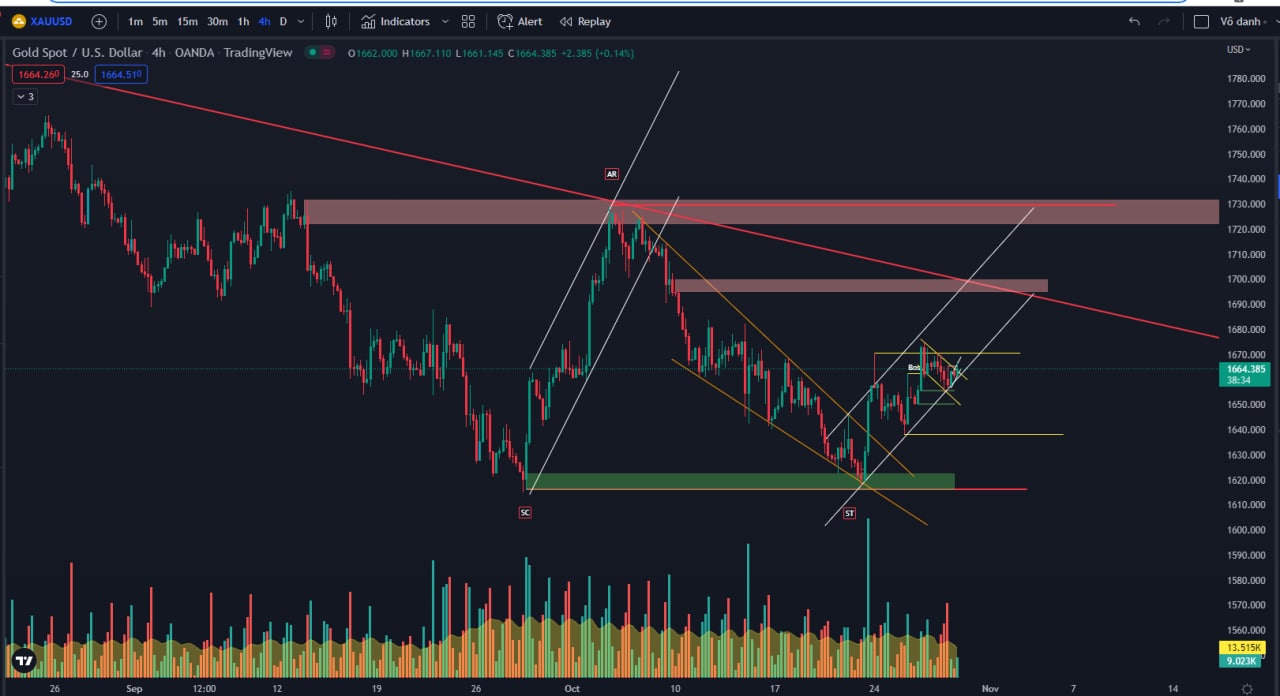 XAUUSD 1m 5m 15m 30m 1h 4h D Indicators Alert Replay Vô danh
Gold Spot / U.S. Dollar · 4h · OANDA · TradingView O1662.000 H1667.110 L1661.145 C1664.385 +2.385 (+0.14%)
USD
1664.260 25.0 1664.510
3
1780.000
1770.000
1760.000
1750.000
1740.000
AR
1730.000
1720.000
1710.000
1700.000
1690.000
1680.000
1670.000
1664.385
38:34
1650.000
1640.000
1630.000
1620.000
1610.000
SC
ST
1600.000
1590.000
1580.000
1570.000
1560.000
13.515K
9.023K
26 Sep 12:00 12 19 26 Oct 10 17 24 Nov 7 14